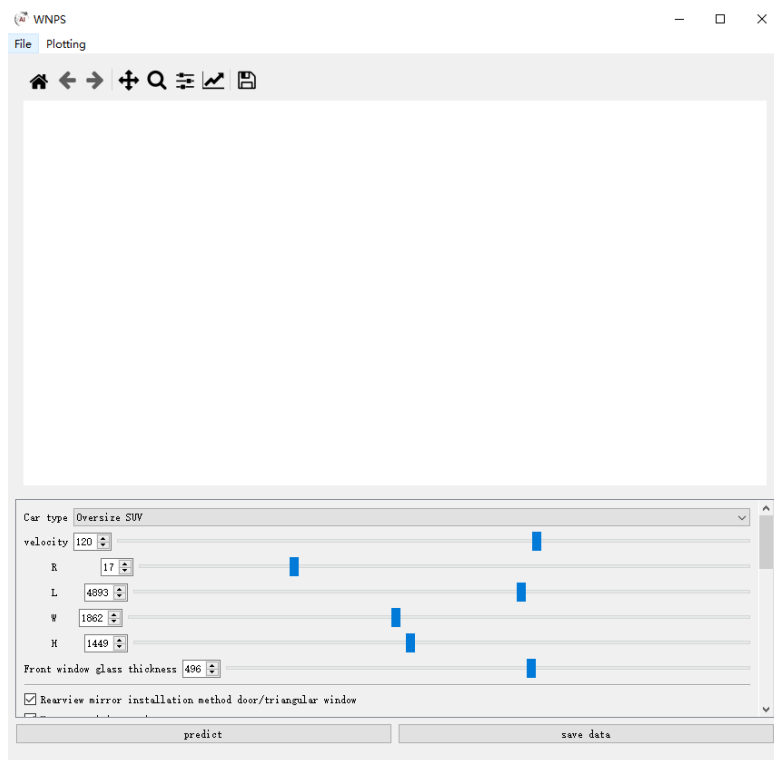 WNPS
File Plotting
Car type Oversize SUV
velocity 120
R 17
L 4893
W 1862
H 1449
Front window glass thickness 496
Rearview mirror installation method door/triangular window
predict save data